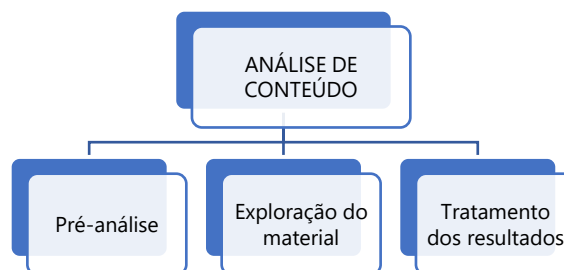 ANÁLISE DE
CONTEÚDO
Pré-análise
Exploração do
material
Tratamento
dos resultados